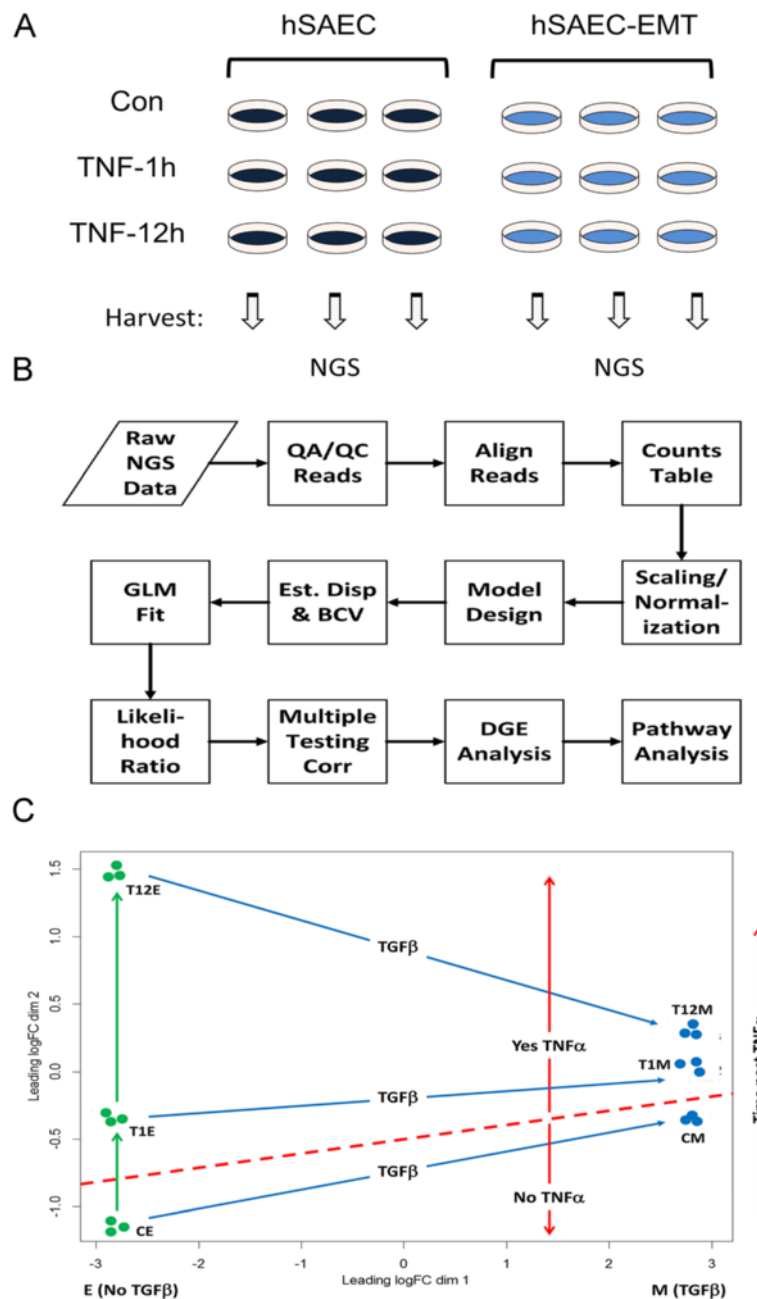 A
hSAEC
hSAEC-EMT
Con
TNF-1h
TNF-12h
Harvest:
NGS
NGS
B
Raw
NGS
Data
QA/QC
Reads
Align
Reads
Counts
Table
Scaling/
Normal-
ization
Model
Design
Est. Disp
& BCV
GLM
Fit
Likeli-
hood
Ratio
Multiple
Testing
Corr
DGE
Analysis
Pathway
Analysis
C
Leading logFC dim 2
1.5
1.0
0.5
0.0
-0.5
-1.0
T12E
T1E
CE
TGFβ
TGFβ
TGFβ
Yes TNFα
No TNFα
T12M
T1M
CM
-3
-2
-1
0
1
2
3
Leading logFC dim 1
E (No TGFβ)
M (TGFβ)